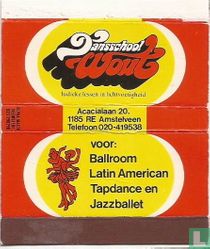 Dansschool
Wout
Acacialaan 20.
1185 RE Amstelveen
Telefoon 020-419538
voor:
Ballroom
Latin American
Tapdance en
Jazzballet